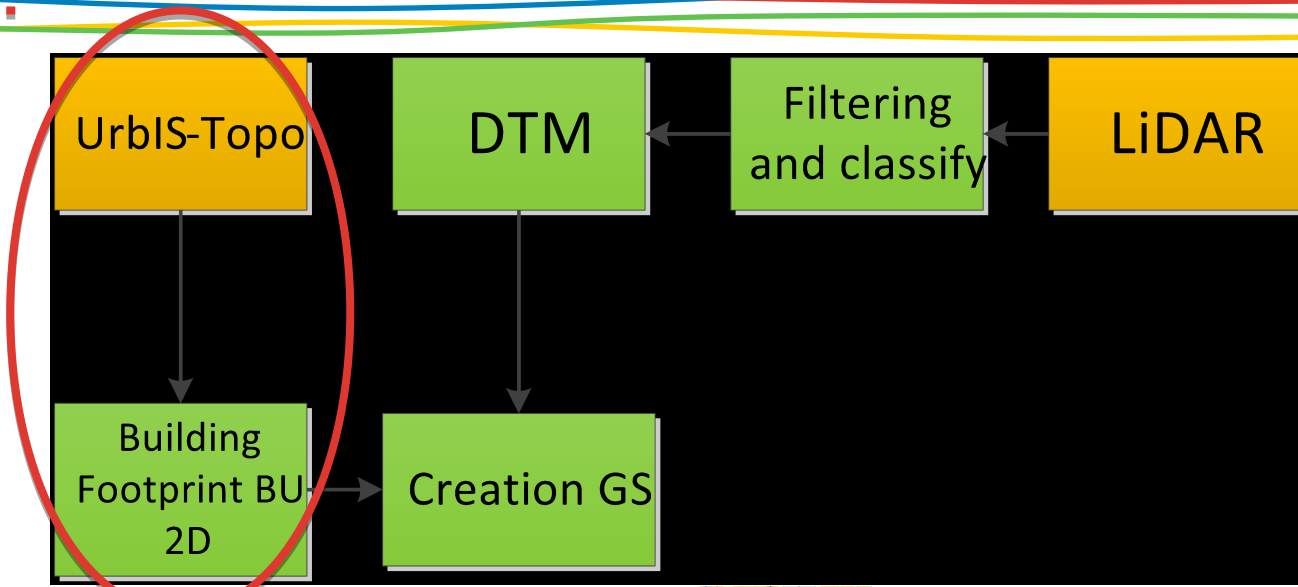 UrbIS-Topo
DTM
Filtering
and classify
LiDAR
Building
Footprint BU
2D
Creation GS